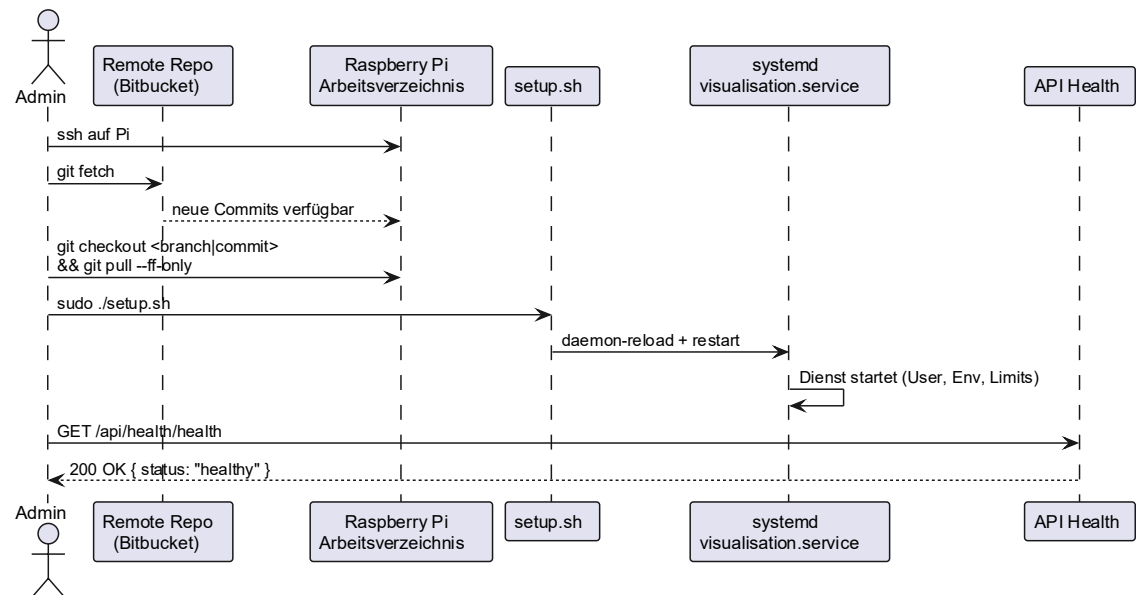 Admin
Remote Repo
(Bitbucket)
Raspberry Pi
Arbeitsverzeichnis
setup.sh
systemd
visualisation.service
API Health
ssh auf Pi
git fetch
neue Commits verfügbar
git checkout <branch|commit>
&& git pull --ff-only
sudo ./setup.sh
daemon-reload + restart
Dienst startet (User, Env, Limits)
GET /api/health/health
200 OK { status: "healthy" }
Admin
Remote Repo
(Bitbucket)
Raspberry Pi
Arbeitsverzeichnis
setup.sh
systemd
visualisation.service
API Health